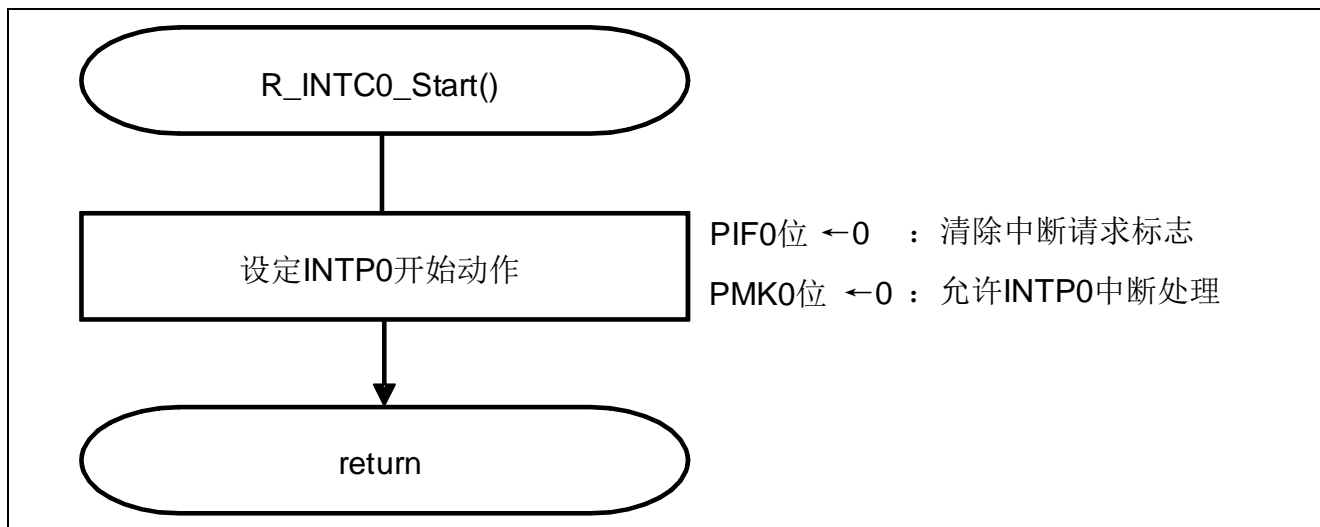 R_INTC0_Start()
设定INTP0开始动作
PIF0位 ←0 ：清除中断请求标志
PMK0位 ←0 ：允许INTP0中断处理
return